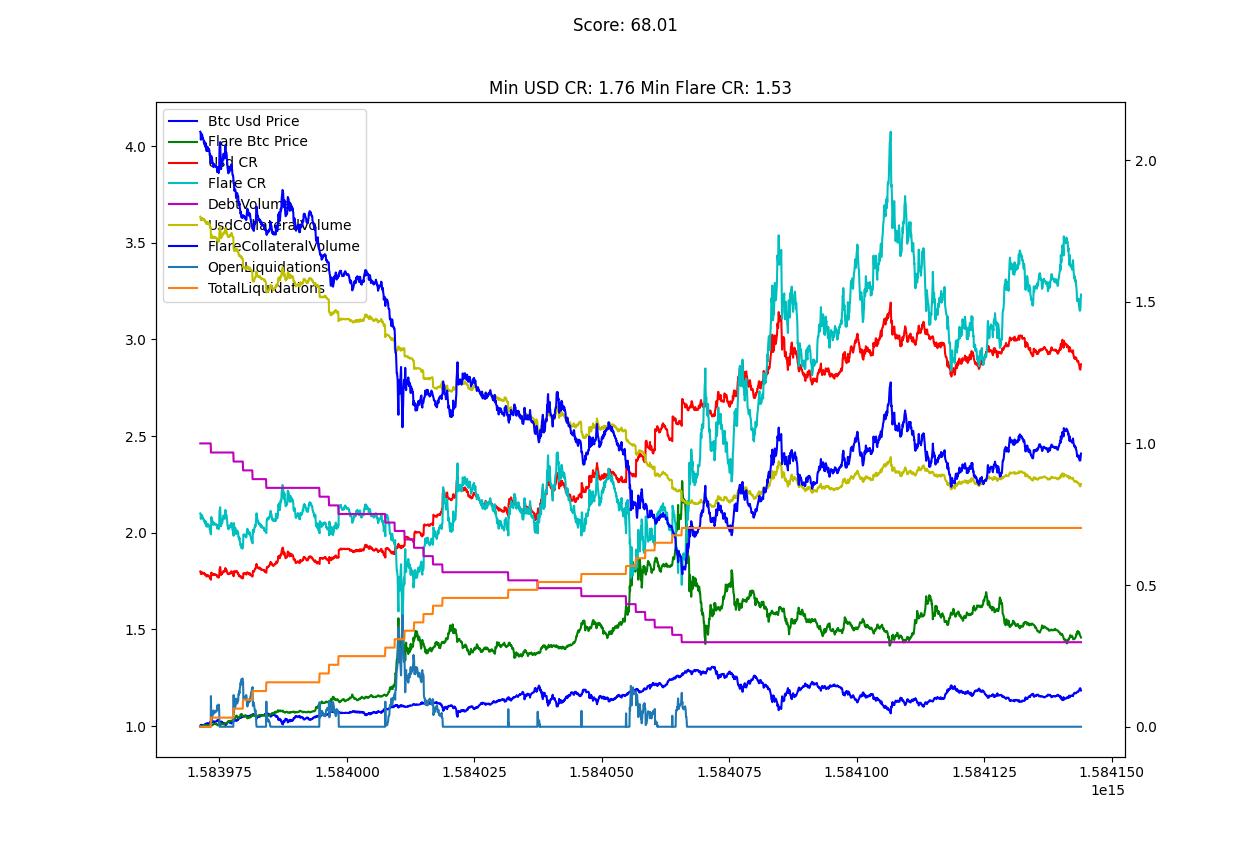 Score: 68.01
Min USD CR: 1.76 Min Flare CR: 1.53
Btc Usd Price
Flare Btc Price
Usd CR
Flare CR
DebtVolume
UsdCollateralVolume
FlareCollateralVolume
OpenLiquidations
TotalLiquidations
4.0
3.5
3.0
2.5
2.0
1.5
1.0
2.0
1.5
1.0
0.5
0.0
1.583975
1.584000
1.584025
1.584050
1.584075
1.584100
1.584125
1.584150
1e15